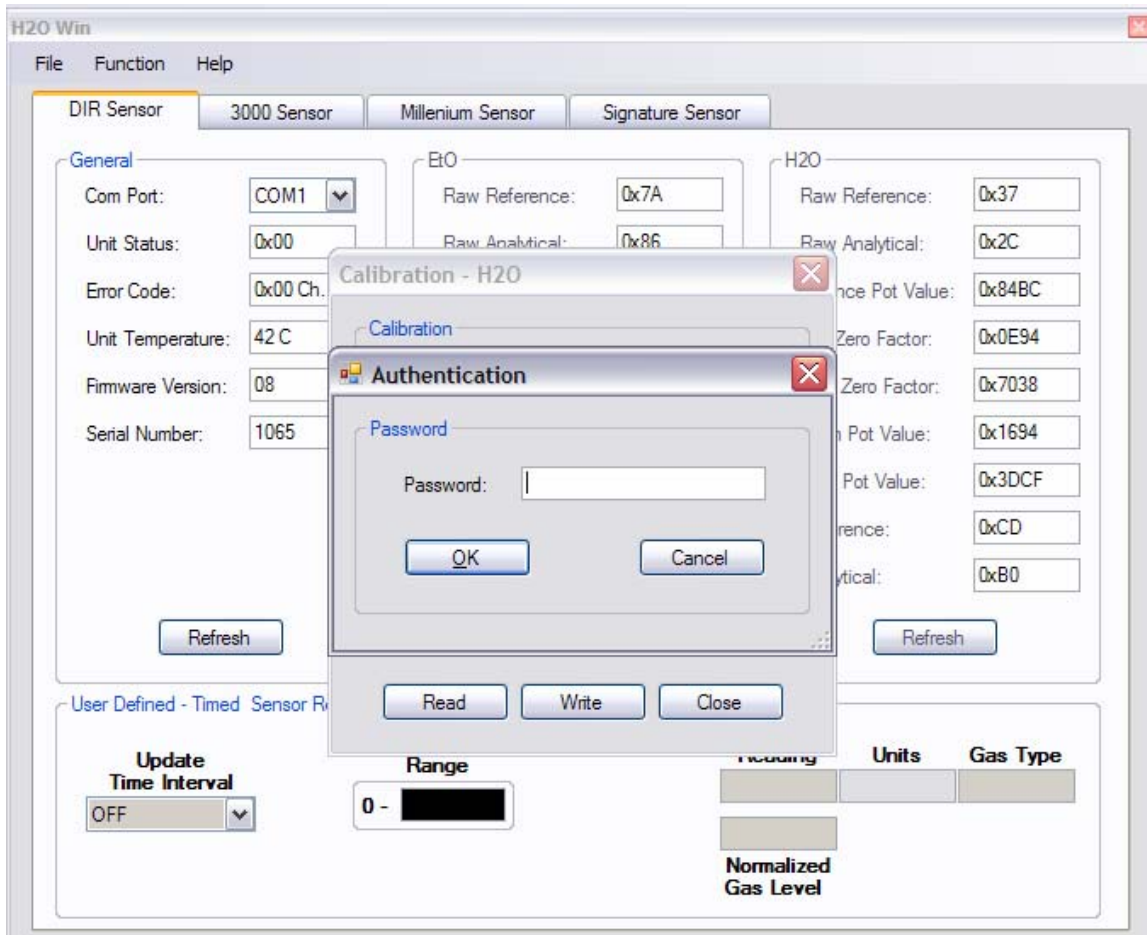 H2O Win
File Function Help
DIR Sensor 3000 Sensor Millenium Sensor Signature Sensor
General
Com Port: COM1
Unit Status: 0x00
Error Code: 0x00 Ch.
Unit Temperature: 42 C
Firmware Version: 08
Serial Number: 1065
Refresh
EtO
Raw Reference: 0x7A
Raw Analytical: 0x86
H2O
Raw Reference: 0x37
Raw Analytical: 0x2C
nce Pot Value: 0x84BC
Zero Factor: 0x0E94
Zero Factor: 0x7038
Pot Value: 0x1694
Pot Value: 0x3DCF
rence: 0xCD
ytical: 0xB0
Refresh
Calibration - H2O
Calibration
Authentication
Password
Password:
OK Cancel
Read Write Close
User Defined - Timed Sensor R
Update
Time Interval
OFF
Range
0 -
Reading Units Gas Type
Normalized
Gas Level